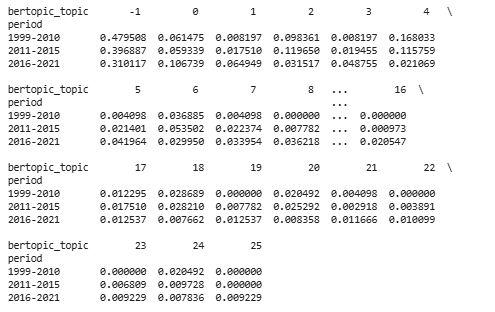 bertopic_topic -1 0 1 2 3 4 \
period
1999-2010 0.479508 0.061475 0.008197 0.098361 0.008197 0.168033
2011-2015 0.396887 0.059339 0.017510 0.119650 0.019455 0.115759
2016-2021 0.310117 0.106739 0.064949 0.031517 0.048755 0.021069
bertopic_topic 5 6 7 8 ... 16 \
period ...
1999-2010 0.004098 0.036885 0.004098 0.000000 ... 0.000000
2011-2015 0.021401 0.053502 0.022374 0.007782 ... 0.000973
2016-2021 0.041964 0.029950 0.033954 0.036218 ... 0.020547
bertopic_topic 17 18 19 20 21 22 \
period
1999-2010 0.012295 0.028689 0.000000 0.020492 0.004098 0.000000
2011-2015 0.017510 0.028210 0.007782 0.025292 0.002918 0.003891
2016-2021 0.012537 0.007662 0.012537 0.008358 0.011666 0.010099
bertopic_topic 23 24 25
period
1999-2010 0.000000 0.020492 0.000000
2011-2015 0.006809 0.009728 0.000000
2016-2021 0.009229 0.007836 0.009229